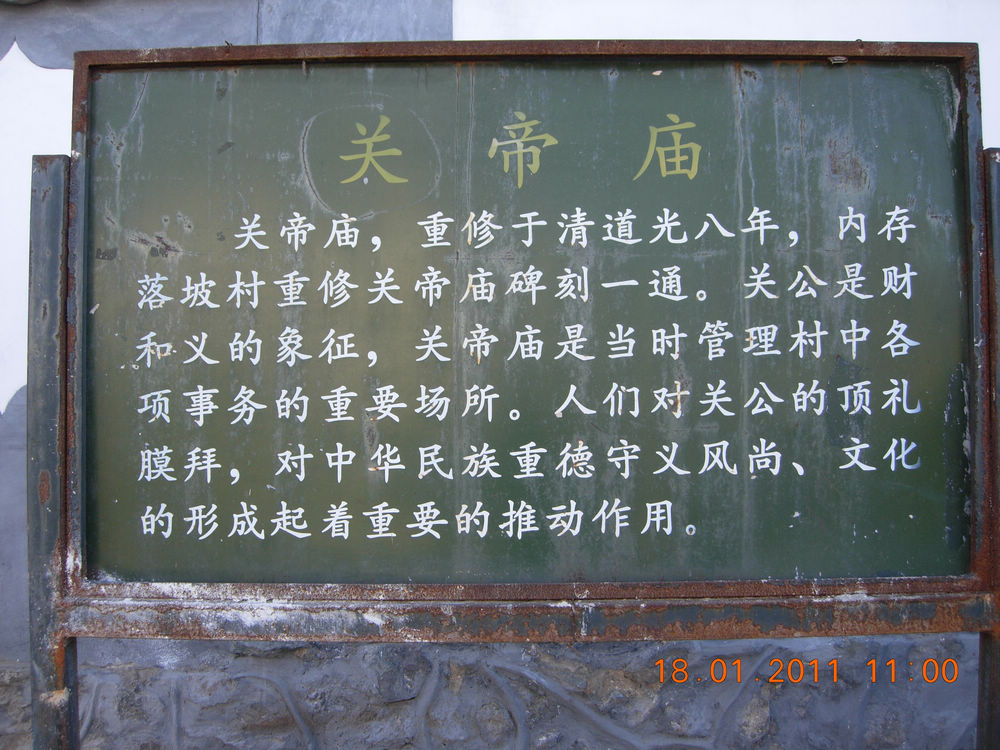 关帝庙
关帝庙，重修于清道光八年，内存
落坡村重修关帝庙碑刻一通。关公是财
和义的象征，关帝庙是当时管理村中各
项事务的重要场所。人们对关公的顶礼
膜拜，对中华民族重德守义风尚、文化
的形成起着重要的推动作用。
18.01.2011 11:00